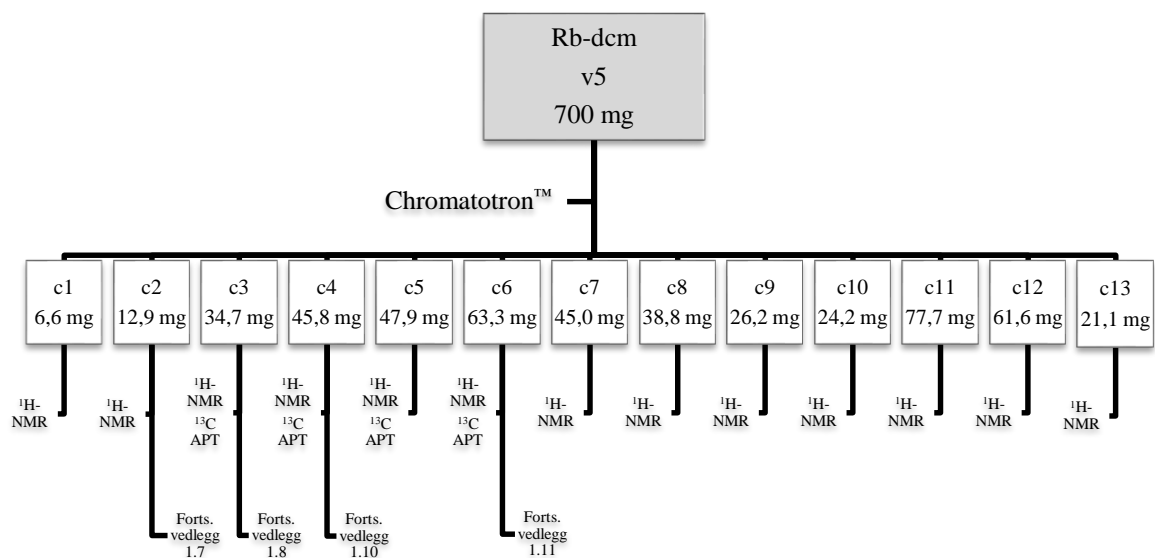 Rb-dcm
v5
700 mg
Chromatotron™
c1
6,6 mg
c2
12,9 mg
c3
34,7 mg
c4
45,8 mg
c5
47,9 mg
c6
63,3 mg
c7
45,0 mg
c8
38,8 mg
c9
26,2 mg
c10
24,2 mg
c11
77,7 mg
c12
61,6 mg
c13
21,1 mg
¹H-
NMR
¹H-
NMR
¹H-
NMR
¹³C
APT
¹H-
NMR
¹³C
APT
¹H-
NMR
¹³C
APT
¹H-
NMR
¹³C
APT
¹H-
NMR
¹H-
NMR
¹H-
NMR
¹H-
NMR
¹H-
NMR
¹H-
NMR
¹H-
NMR
Forts.
vedlegg
1.7
Forts.
vedlegg
1.8
Forts.
vedlegg
1.10
Forts.
vedlegg
1.11